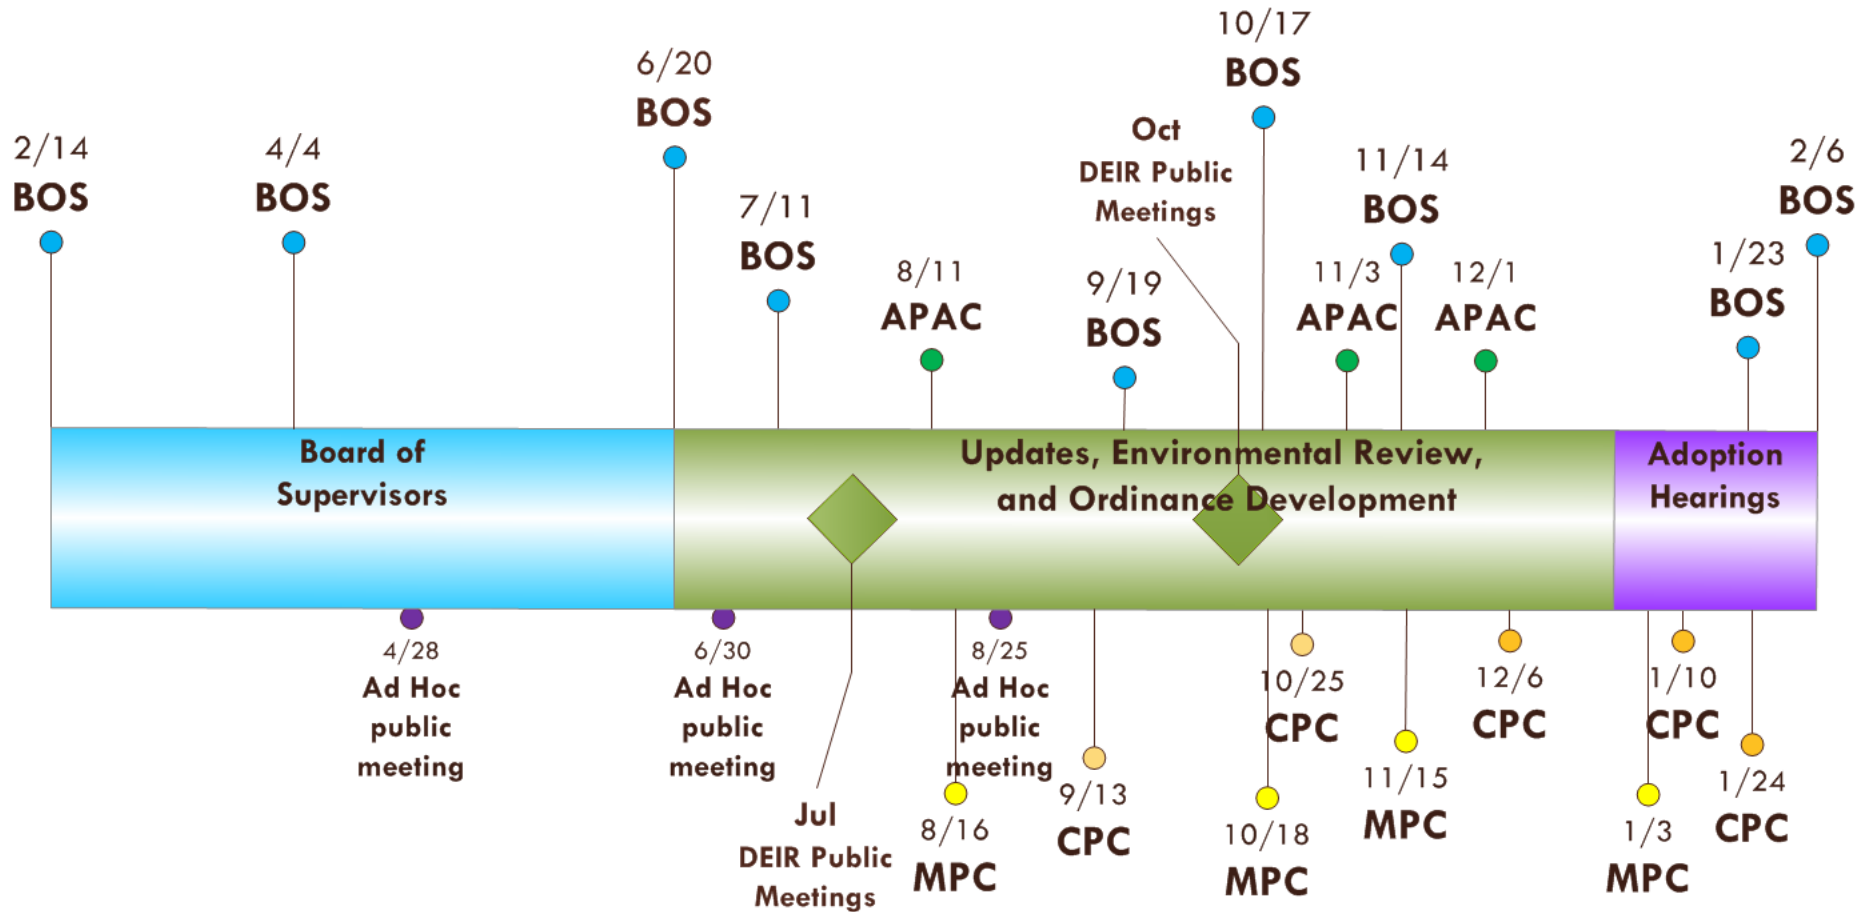 2/14
BOS
4/4
BOS
6/20
BOS
7/11
BOS
8/11
APAC
9/19
BOS
Oct
DEIR Public
Meetings
10/17
BOS
11/3
APAC
11/14
BOS
12/1
APAC
1/23
BOS
2/6
BOS
Board of
Supervisors
Updates, Environmental Review,
and Ordinance Development
Adoption
Hearings
4/28
Ad Hoc
public
meeting
6/30
Ad Hoc
public
meeting
Jul
DEIR Public
Meetings
8/25
Ad Hoc
public
meeting
8/16
MPC
9/13
CPC
10/18
MPC
10/25
CPC
11/15
MPC
12/6
CPC
1/3
MPC
1/10
CPC
1/24
CPC